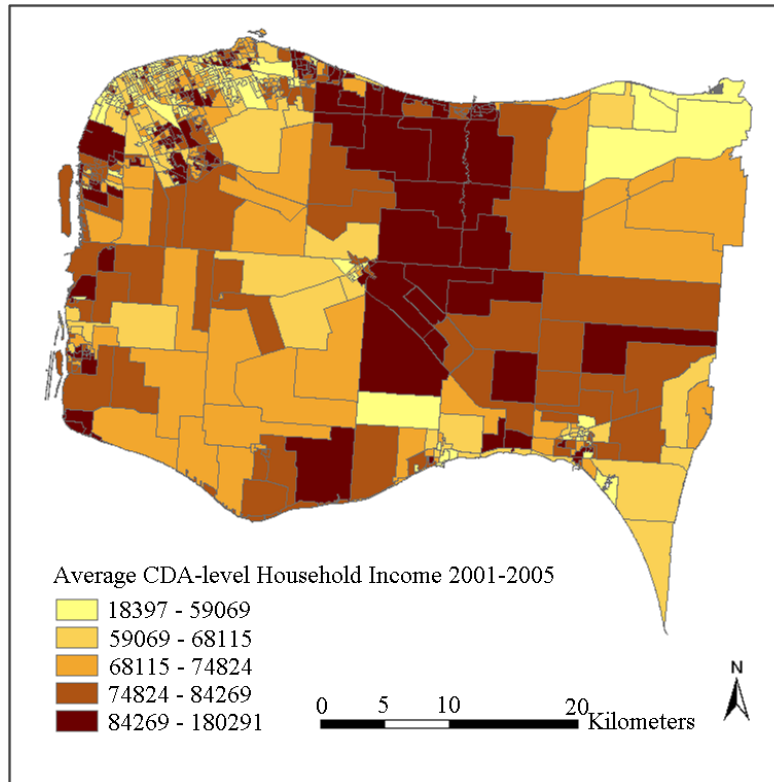 Average CDA-level Household Income 2001-2005
18397 - 59069
59069 - 68115
68115 - 74824
74824 - 84269
84269 - 180291
N
0 5 10 20 Kilometers